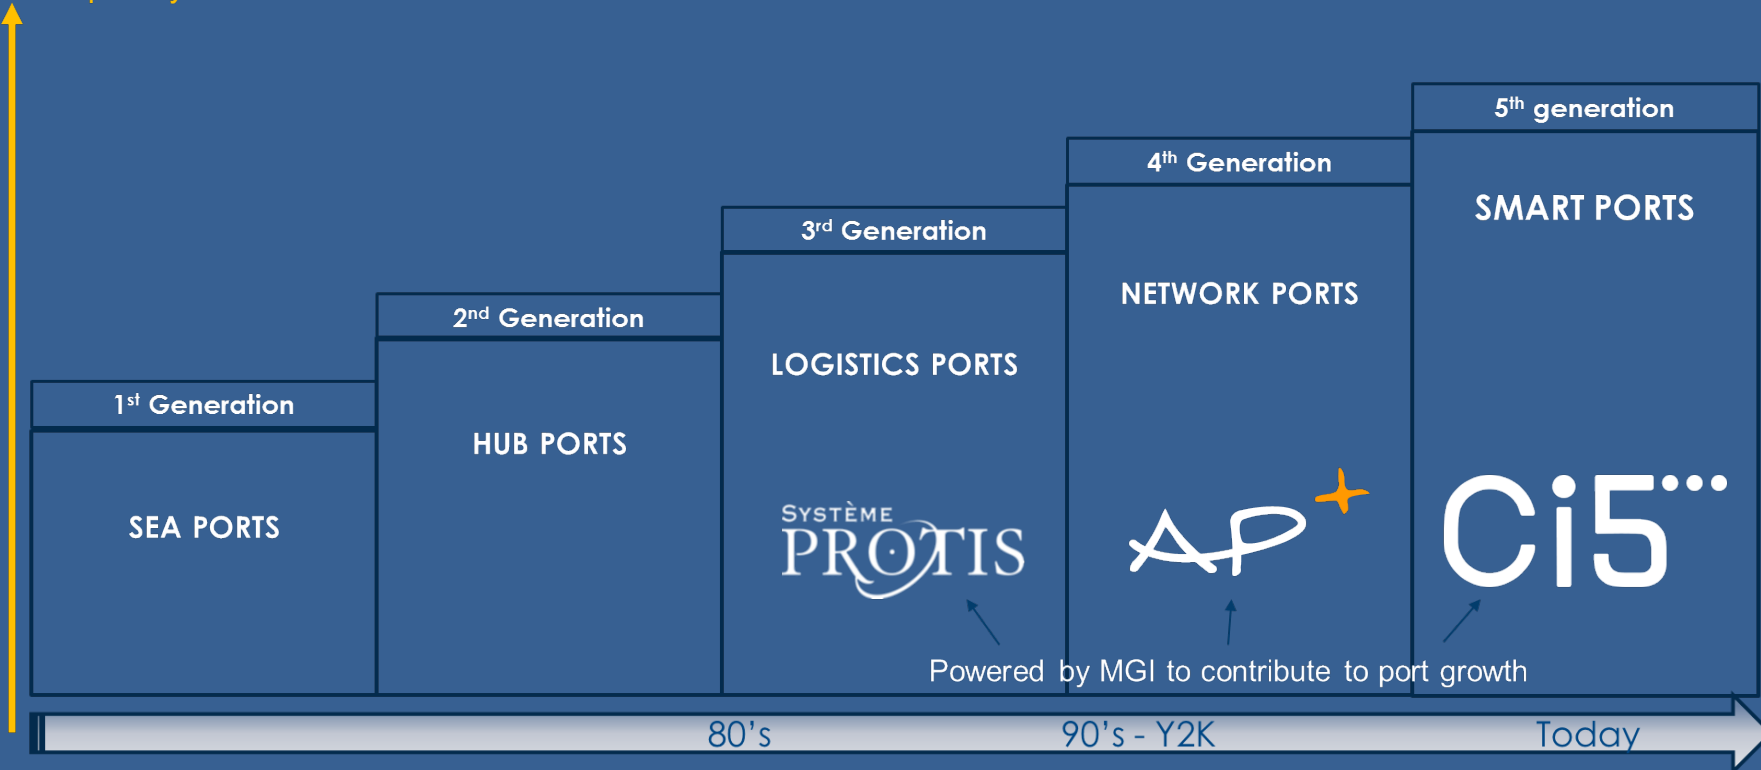 1st Generation
SEA PORTS
2nd Generation
HUB PORTS
3rd Generation
LOGISTICS PORTS
SYSTÈME
PROTIS
4th Generation
NETWORK PORTS
AP+
5th generation
SMART PORTS
Ci5
Powered by MGI to contribute to port growth
80's
90's - Y2K
Today